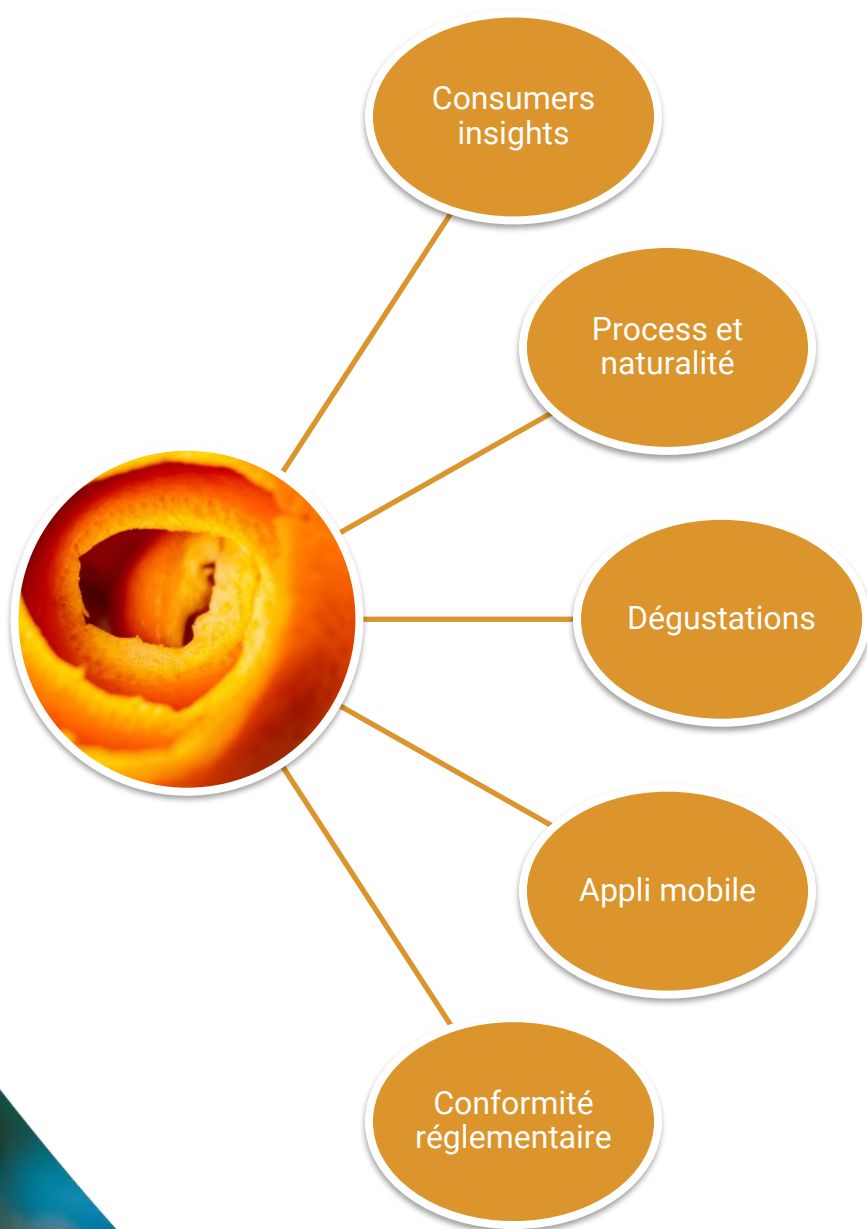 Consumers
insights
Process et
naturalité
Dégustations
Appli mobile
Conformité
réglementaire